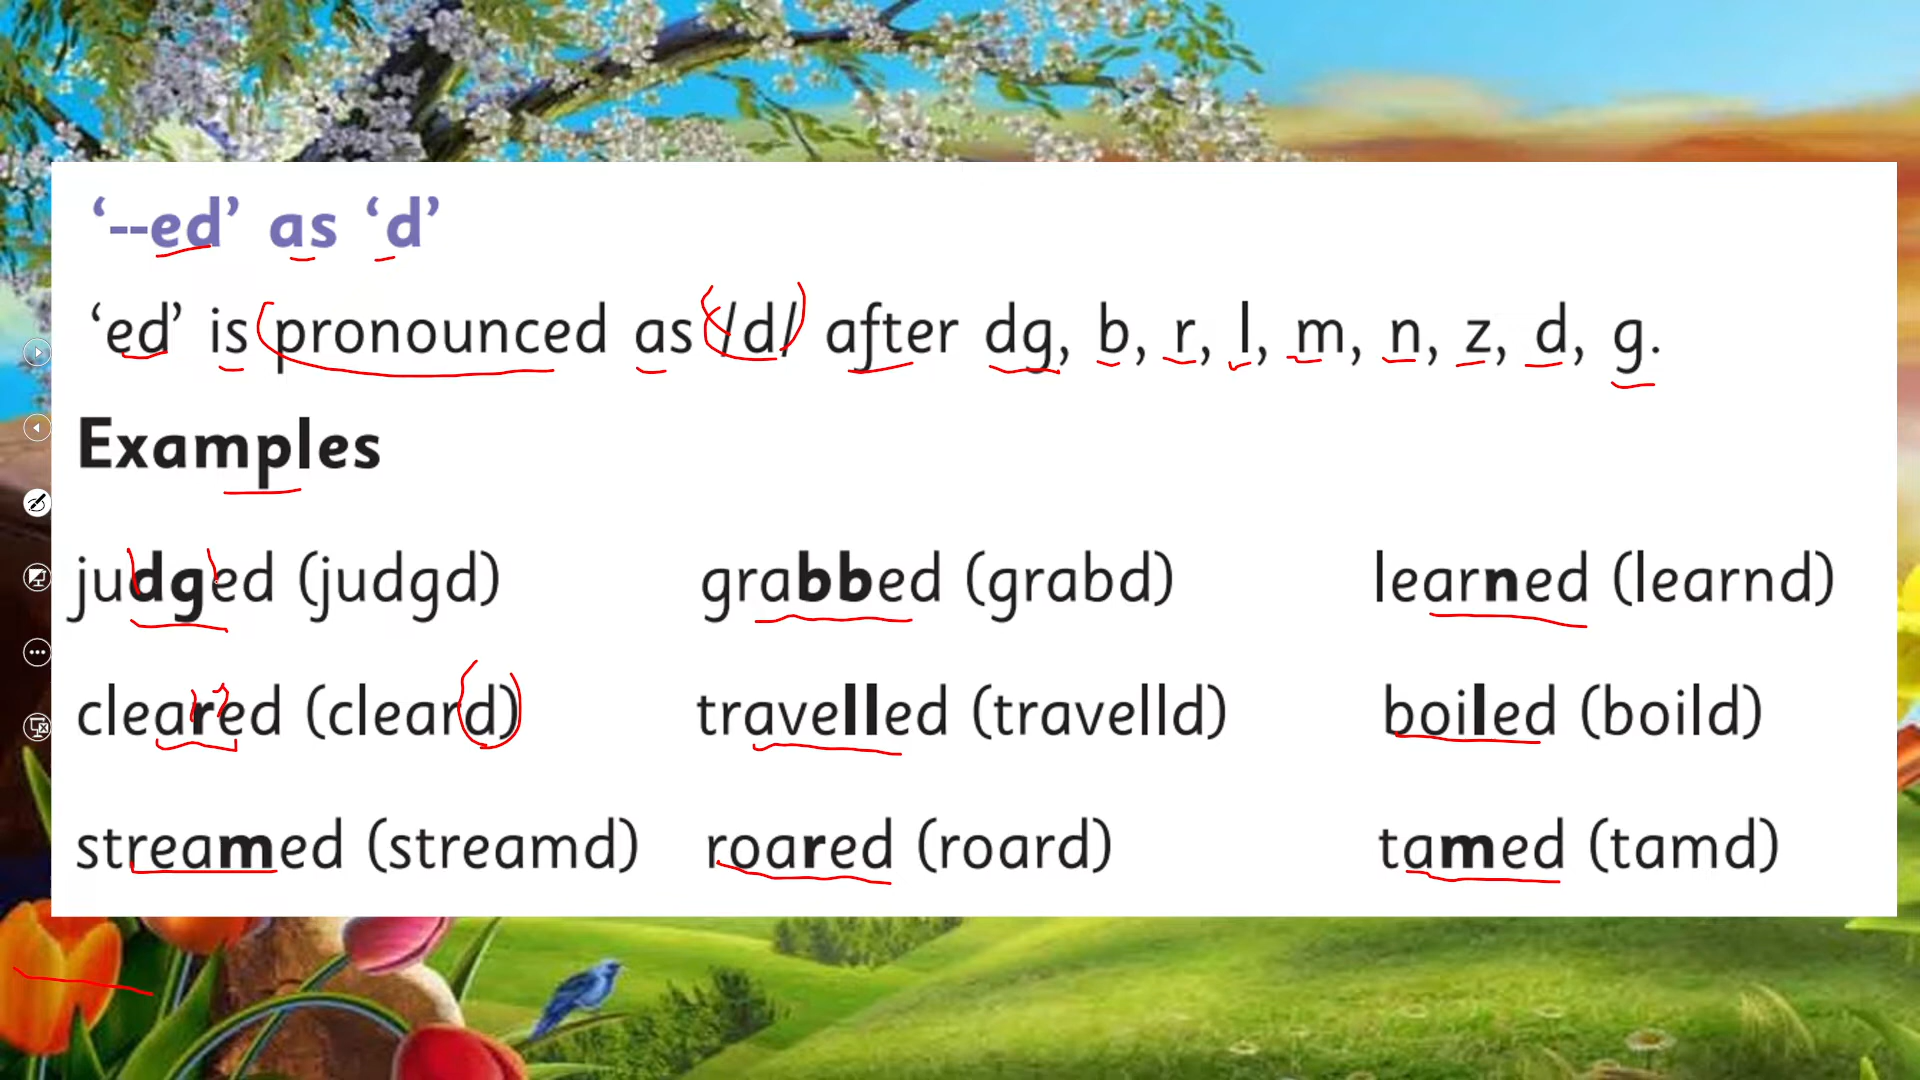 ‘--ed’ as ‘d’
‘ed’ is pronounced as /d/ after dg, b, r, l, m, n, z, d, g.
Examples
judged (judgd) grabbed (grabd) learned (learnd)
cleared (cleard) travelled (travelld) boiled (boild)
streamed (streamd) roared (roard) tamed (tamd)